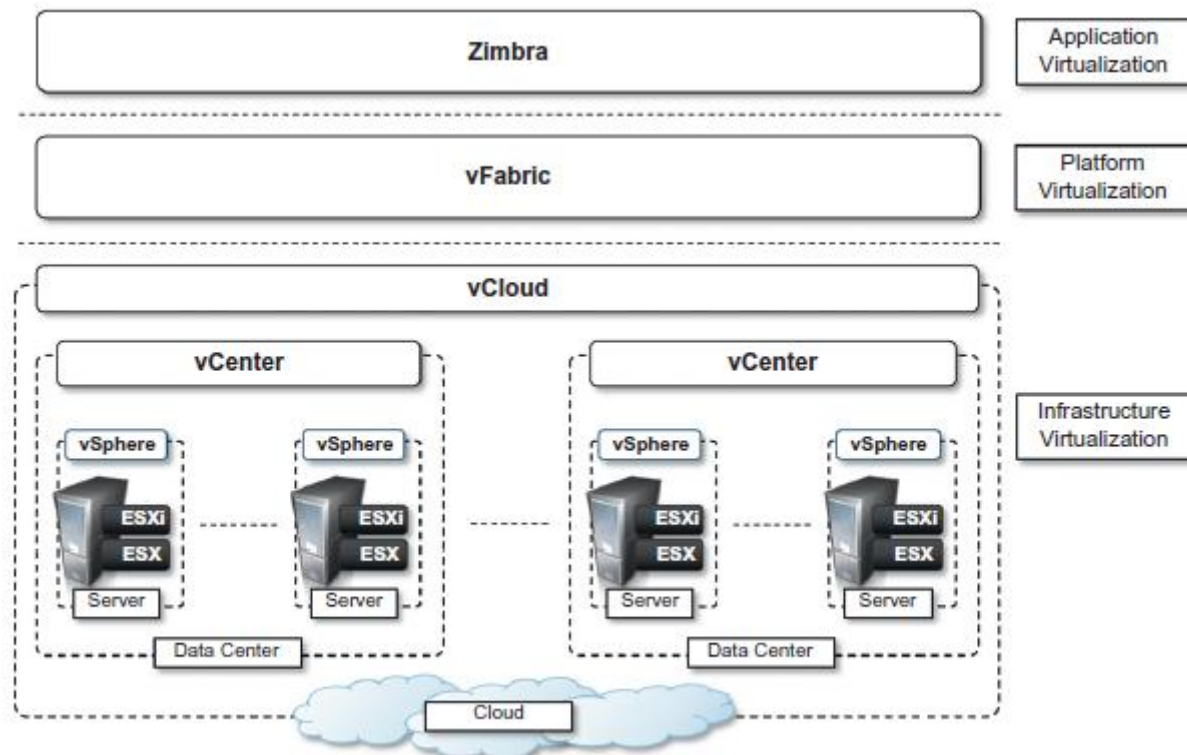 Zimbra
Application
Virtualization
vFabric
Platform
Virtualization
vCloud
vCenter
vCenter
Infrastructure
Virtualization
vSphere
vSphere
vSphere
vSphere
ESXi
ESXi
ESXi
ESXi
ESX
ESX
ESX
ESX
Server
Server
Server
Server
Data Center
Data Center
Cloud